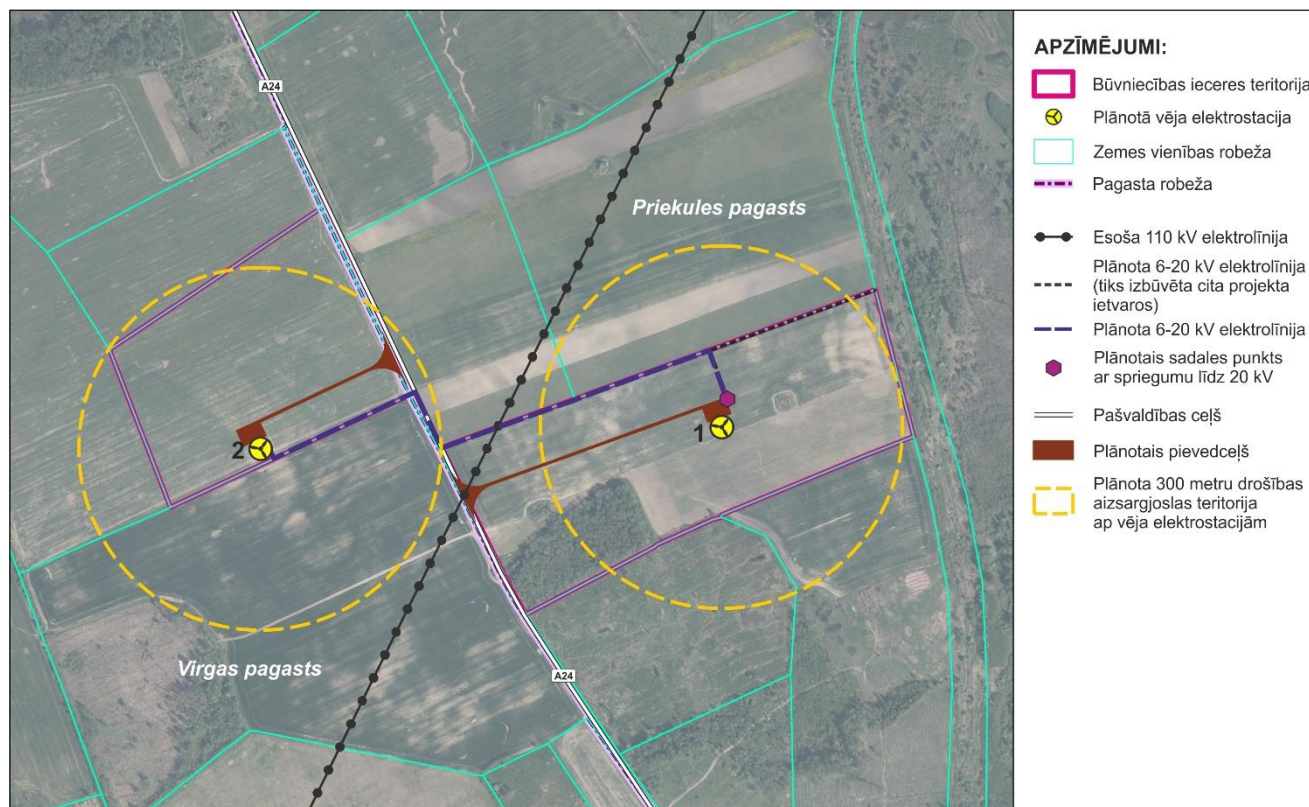 A24
Priekules pagasts
2
1
Virgas pagasts
A24
APZĪMĒJUMI:
Būvniecības ieceres teritorija
Plānotā vēja elektrostacija
Zemes vienības robeža
Pagasta robeža
Esoša 110 kV elektrolīnija
Plānota 6-20 kV elektrolīnija
(tiks izbūvēta cita projekta
ietvaros)
Plānota 6-20 kV elektrolīnija
Plānotais sadales punkts
ar spriegumu līdz 20 kV
Pašvaldības ceļš
Plānotais pievedceļš
Plānota 300 metru drošības
aizsargjoslas teritorija
ap vēja elektrostacijām